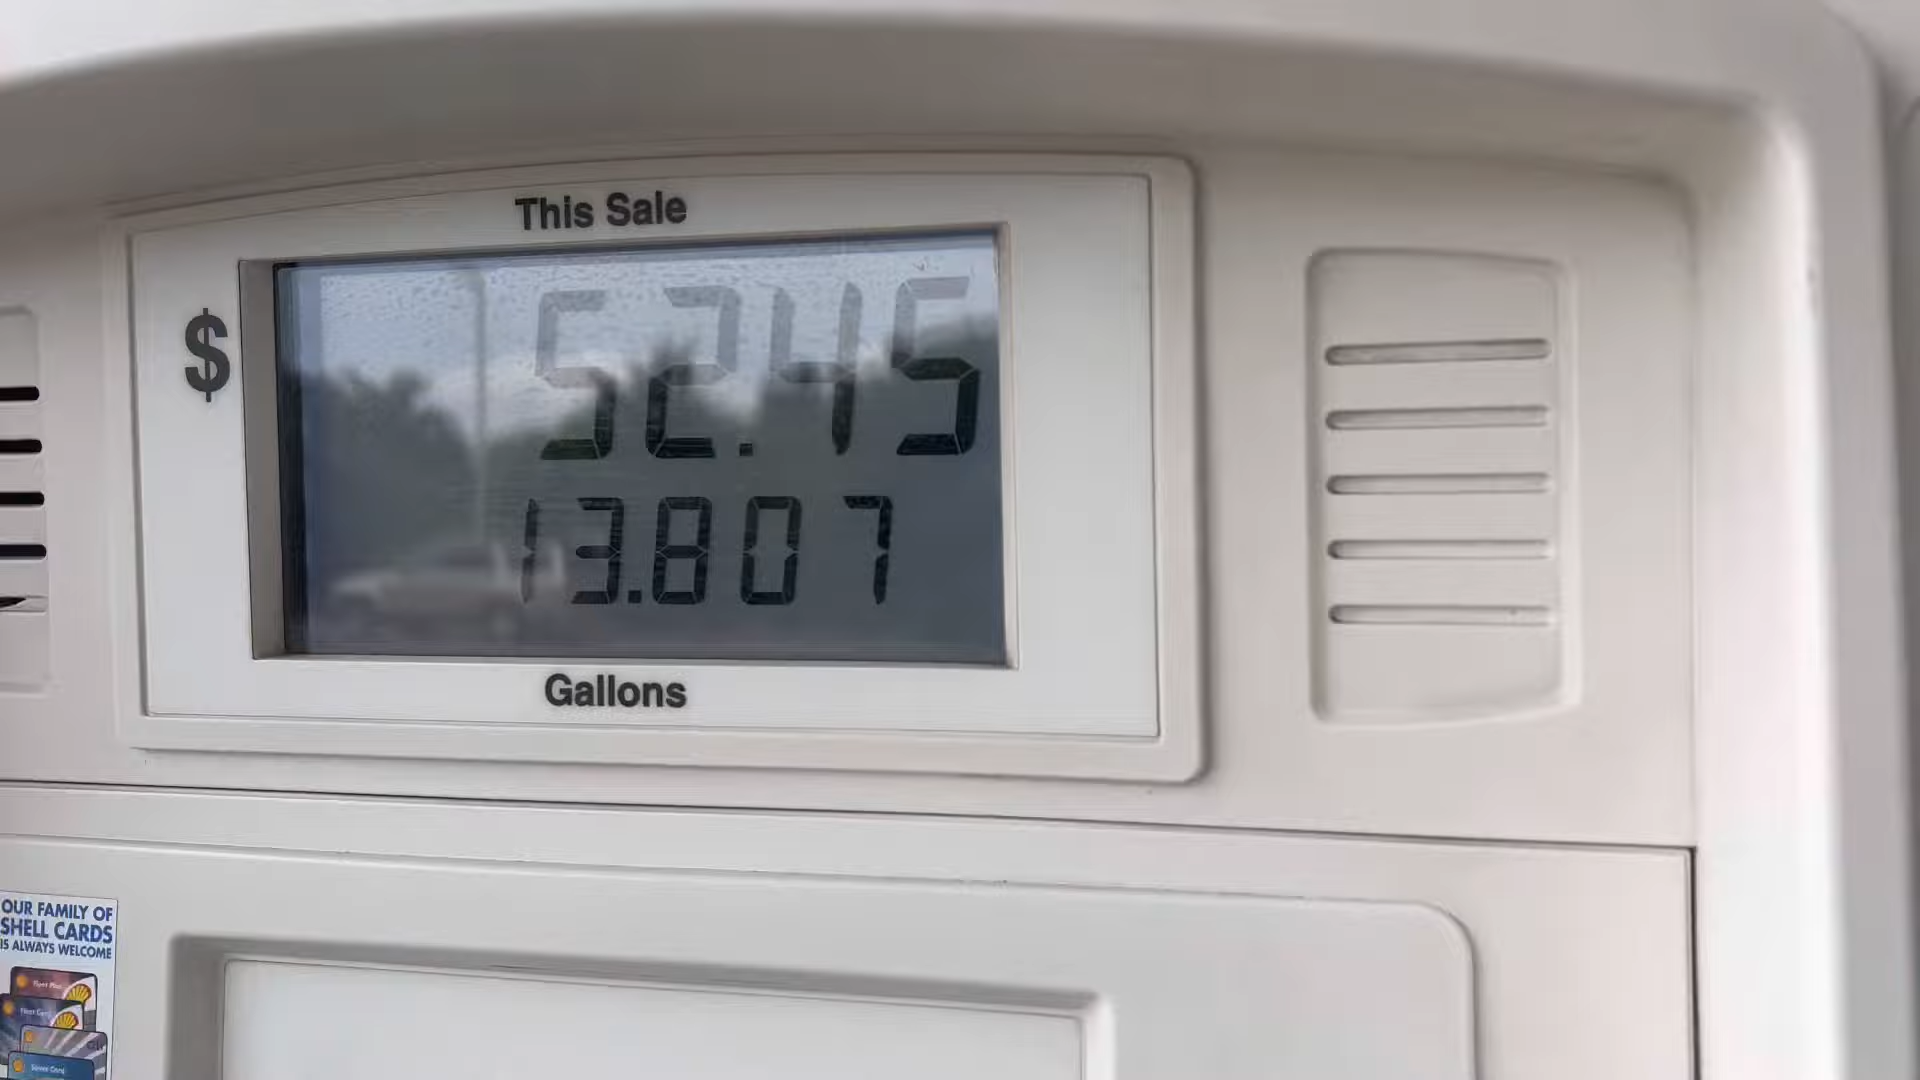 This Sale
$
52.45
13.807
Gallons
OUR FAMILY OF
SHELL CARDS
IS ALWAYS WELCOME